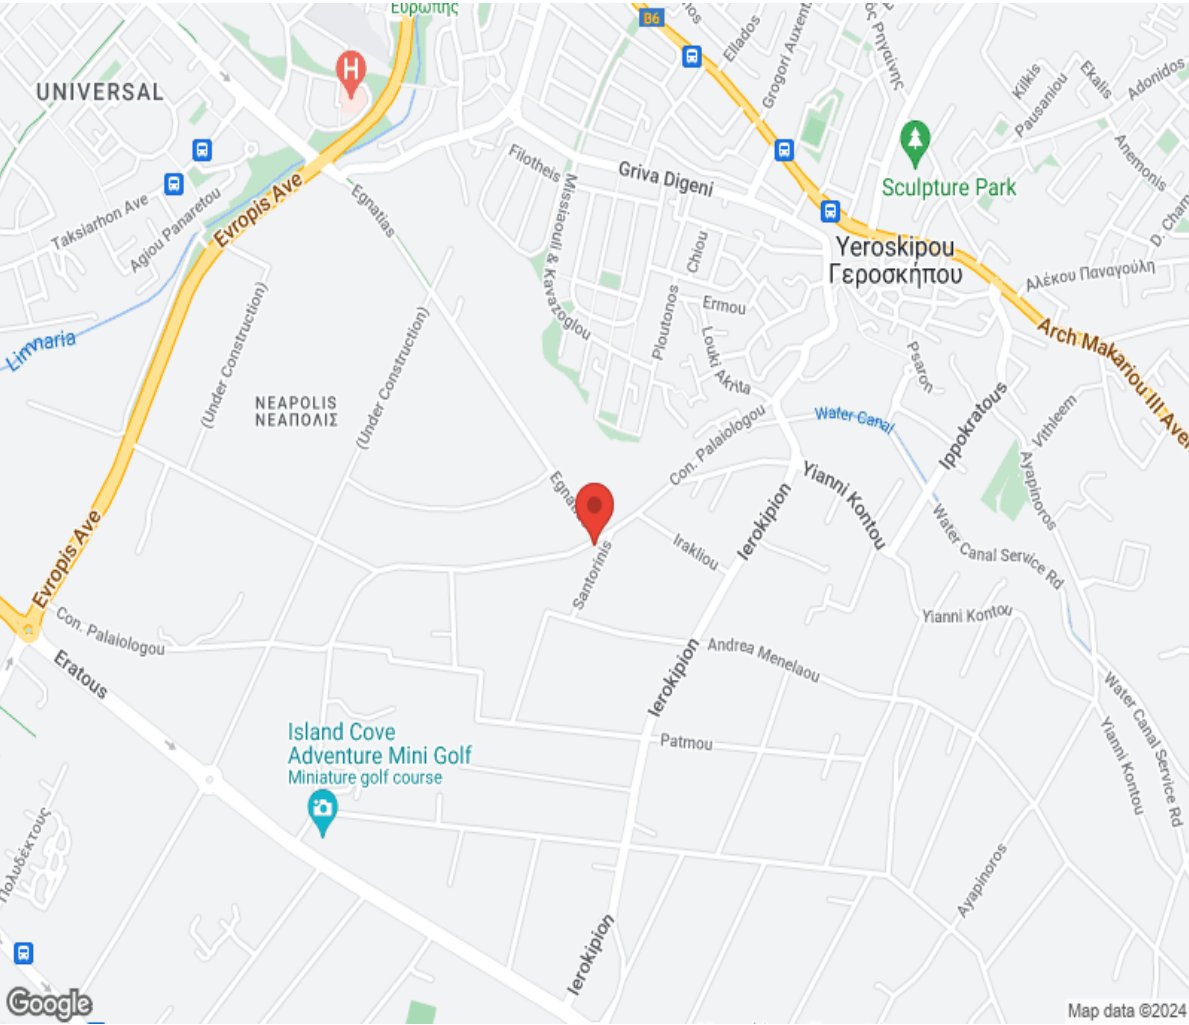 Ευρώπης
B6
Ellados
Grogori Auxent
UNIVERSAL
H
Kilkis
Pausaniou
Ekalis
Adonidos
Anemonis
D. Cham
Sculpture Park
Filotheis
Griva Digeni
Egnatias
Taksiarhon Ave
Agiou Panaretou
Evropis Ave
Missiaouli & Kavazoglou
Chiou
Ploutonos
Ermou
Louki Akrita
Yeroskipou
Γεροσκήπου
Αλέκου Παναγούλη
Arch Makariou III Aven
Limnaria
(Under Construction)
(Under Construction)
NEAPOLIS
ΝΕΑΠΟΛΙΣ
Psaron
Ippokratous
Vithleem
Ayapinoros
Water Canal
Con. Palaiologou
Yianni Kontou
Ierokipion
Irakliou
Santorinis
Water Canal Service Rd
Evropis Ave
Con. Palaiologou
Eratous
Yianni Kontou
Andrea Menelaou
Ierokipion
Patmou
Water Canal Service Rd
Yianni Kontou
Island Cove
Adventure Mini Golf
Miniature golf course
Πολυδέκτους
Ayapinoros
Ierokipion
Google
Map data ©2024